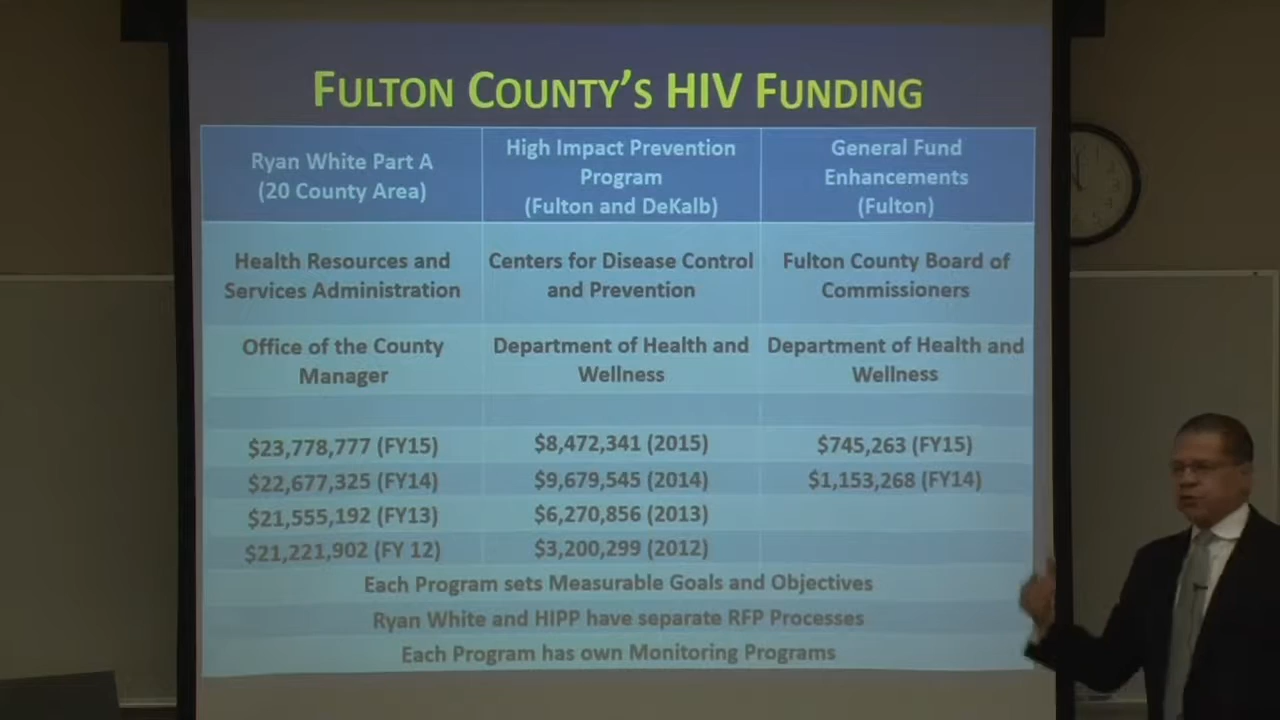 FULTON COUNTY'S HIV FUNDING
Ryan White Part A
(20 County Area)
High Impact Prevention
Program
(Fulton and DeKalb)
General Fund
Enhancements
(Fulton)
Health Resources and
Services Administration
Centers for Disease Control
and Prevention
Fulton County Board of
Commissioners
Office of the County
Manager
Department of Health and
Wellness
Department of Health and
Wellness
$23,778,777 (FY15)
$8,472,341 (2015)
$745,263 (FY15)
$22,677,325 (FY14)
$9,679,545 (2014)
$1,153,268 (FY14)
$21,555,192 (FY13)
$6,270,856 (2013)
$21,221,902 (FY 12)
$3,200,299 (2012)
Each Program sets Measurable Goals and Objectives
Ryan White and HIPP have separate RFP Processes
Each Program has own Monitoring Programs